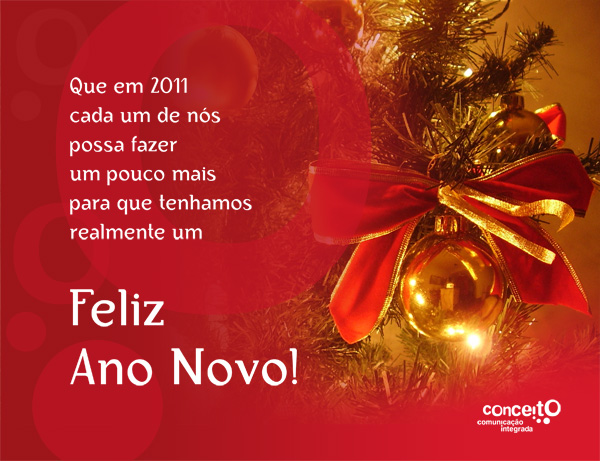 Que em 2011
cada um de nós
possa fazer
um pouco mais
para que tenhamos
realmente um
Feliz
Ano Novo!
conceito
comunicação
integrada